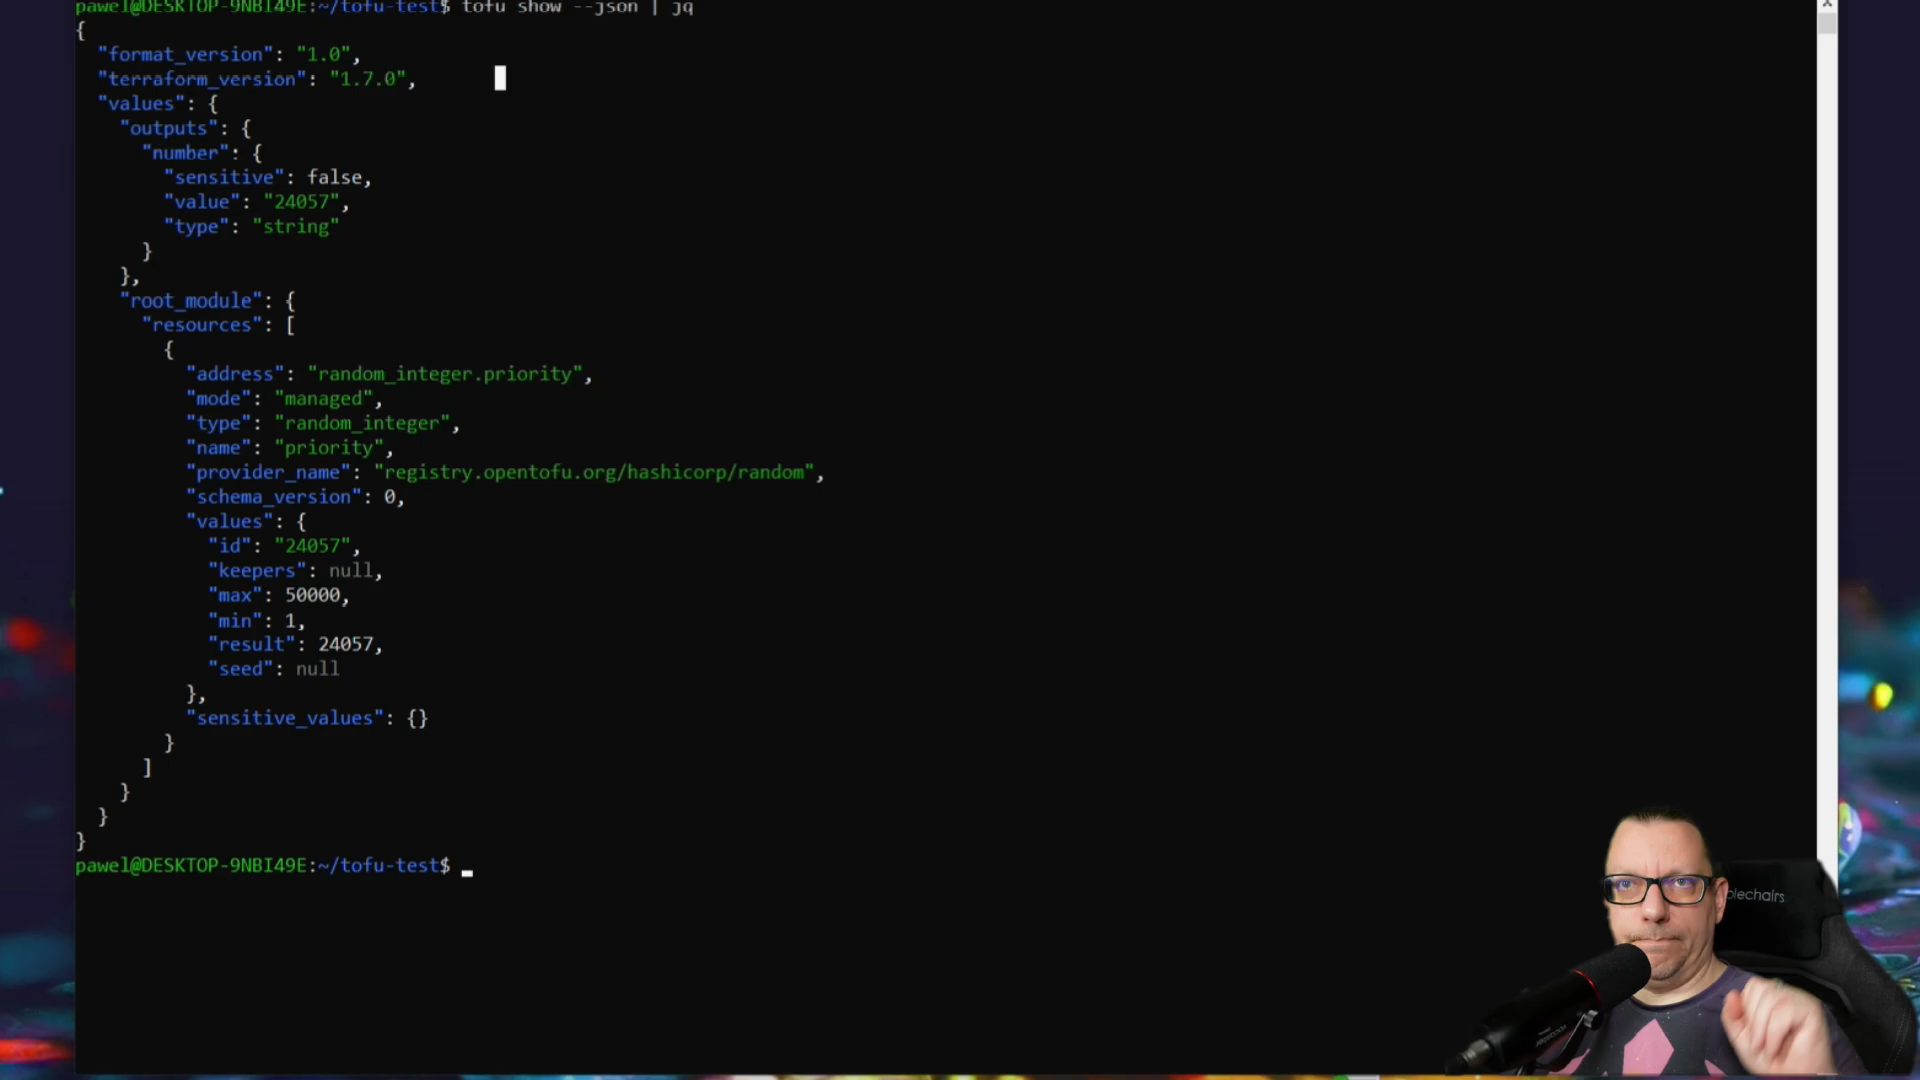 pawel@DESKTOP-9NBI49E:~/tofu-test$ tofu show --json | jq
{
  "format_version": "1.0",
  "terraform_version": "1.7.0",
  "values": {
    "outputs": {
      "number": {
        "sensitive": false,
        "value": "24057",
        "type": "string"
      }
    },
    "root_module": {
      "resources": [
        {
          "address": "random_integer.priority",
          "mode": "managed",
          "type": "random_integer",
          "name": "priority",
          "provider_name": "registry.opentofu.org/hashicorp/random",
          "schema_version": 0,
          "values": {
            "id": "24057",
            "keepers": null,
            "max": 50000,
            "min": 1,
            "result": 24057,
            "seed": null
          },
          "sensitive_values": {}
        }
      ]
    }
  }
}
pawel@DESKTOP-9NBI49E:~/tofu-test$